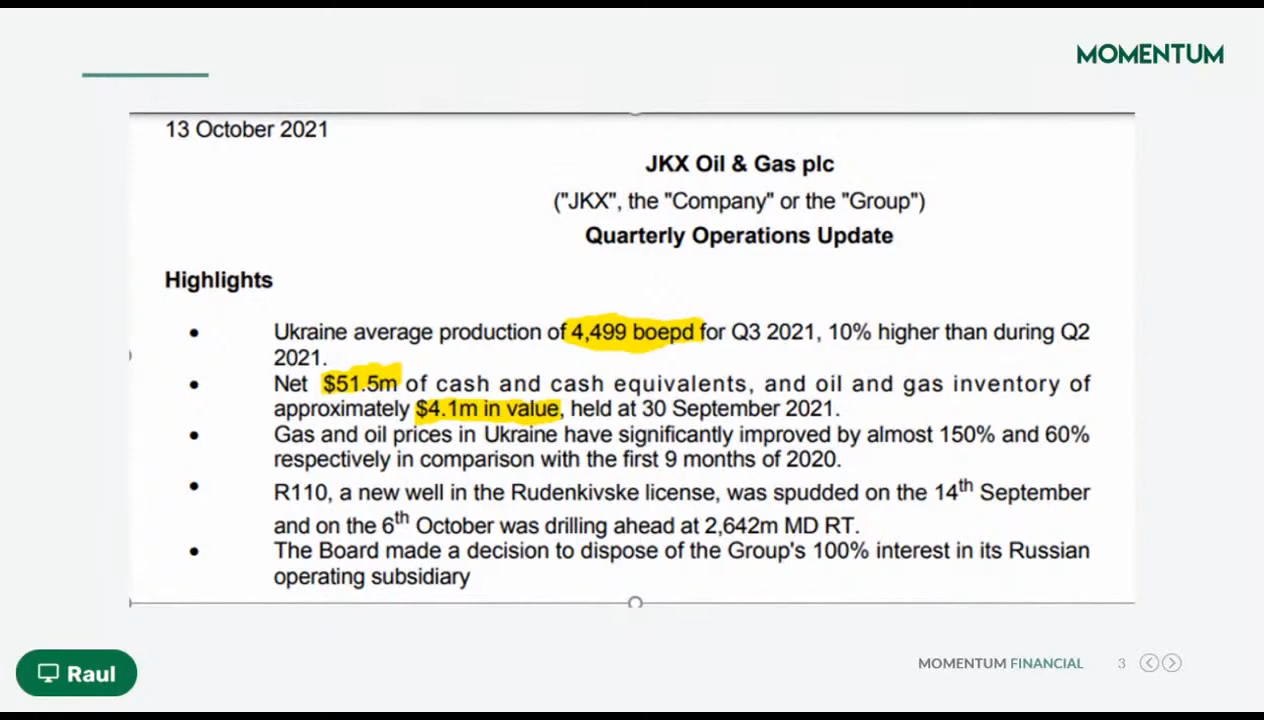 MOMENTUM
13 October 2021
JKX Oil & Gas plc
("JKX", the "Company" or the "Group")
Quarterly Operations Update
Highlights
• Ukraine average production of 4,499 boepd for Q3 2021, 10% higher than during Q2
2021.
• Net $51.5m of cash and cash equivalents, and oil and gas inventory of
approximately $4.1m in value, held at 30 September 2021.
• Gas and oil prices in Ukraine have significantly improved by almost 150% and 60%
respectively in comparison with the first 9 months of 2020.
• R110, a new well in the Rudenkivske license, was spudded on the 14th September
and on the 6th October was drilling ahead at 2,642m MD RT.
• The Board made a decision to dispose of the Group's 100% interest in its Russian
operating subsidiary
Raul
MOMENTUM FINANCIAL 3